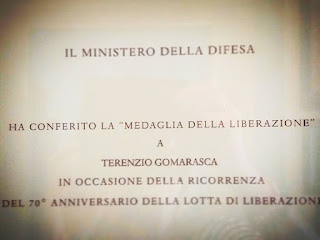 IL MINISTERO DELLA DIFESA
HA CONFERITO LA "MEDAGLIA DELLA LIBERAZIONE"
A
TERENZIO GOMARASCA
IN OCCASIONE DELLA RICORRENZA
DEL 70° ANNIVERSARIO DELLA LOTTA DI LIBERAZIONE